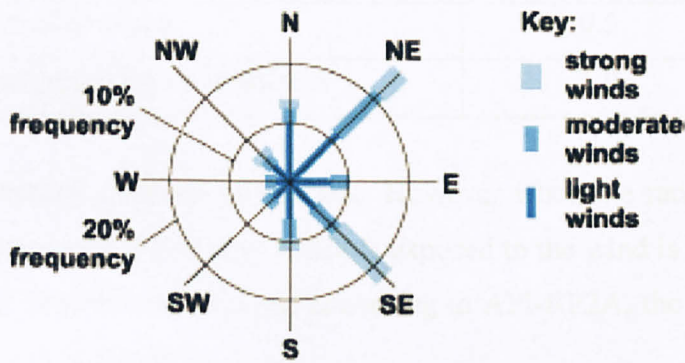 N
NW
NE
10%
frequency
W
E
20%
frequency
SW
SE
S
Key:
strong
winds
moderate
winds
light
winds